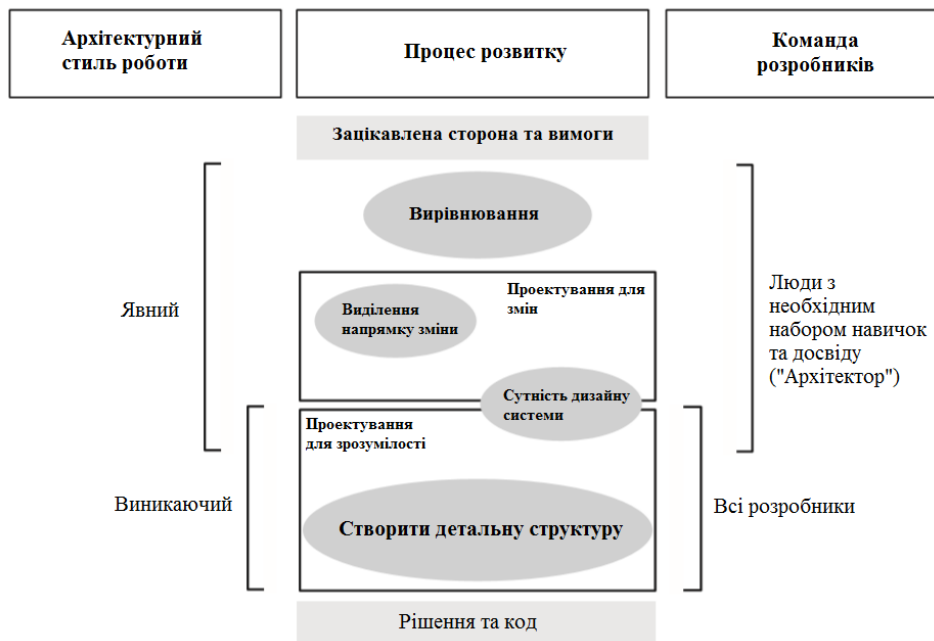 Архітектурний
стиль роботи
Процес розвитку
Команда
розробників
Зацікавлена сторона та вимоги
Вирівнювання
Явний
Виділення
напрямку зміни
Проектування для
змін
Люди з
необхідним
набором навичок
та досвіду
("Архітектор")
Сутність дизайну
системи
Проектування
для зрозумілості
Виникаючий
Створити детальну структуру
Всі розробники
Рішення та код